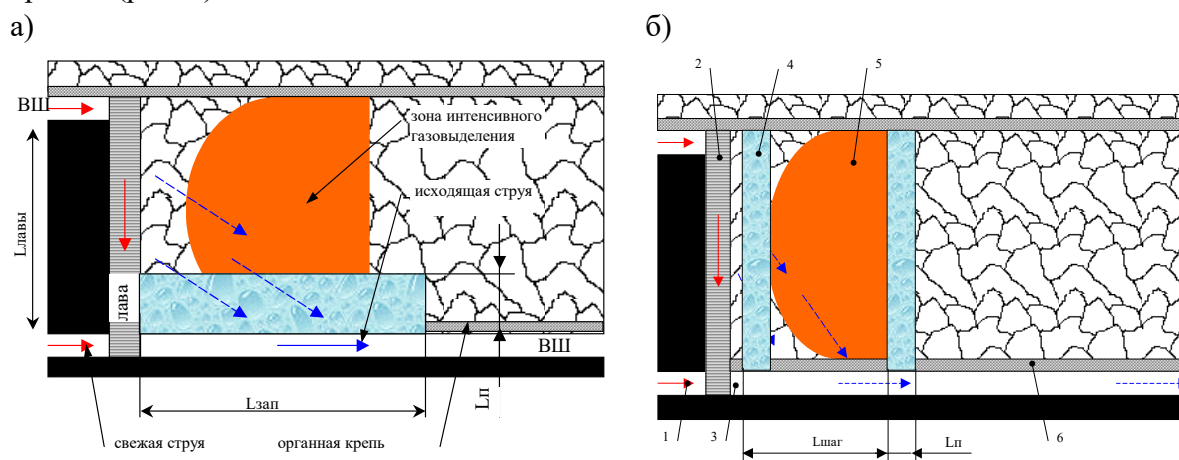 а)
б)
ВШ
зона интенсивного
газовыделения
исходящая струя
Lлавы
лава
Lп
ВШ
Lзап
свежая струя
органная крепь
2
4
5
1
3
Lшаг
Lп
6